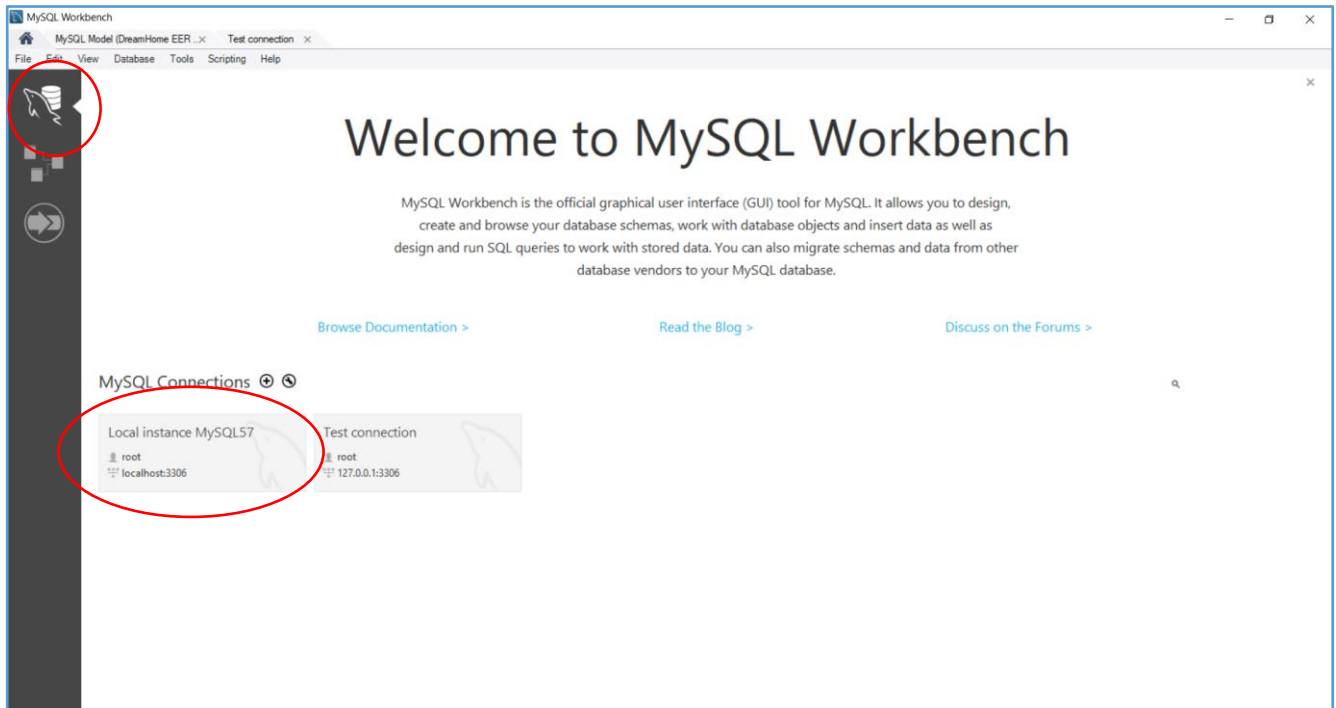 MySQL Workbench
MySQL Model (DreamHome EER ... Test connection
File Edit View Database Tools Scripting Help
Welcome to MySQL Workbench
MySQL Workbench is the official graphical user interface (GUI) tool for MySQL. It allows you to design,
create and browse your database schemas, work with database objects and insert data as well as
design and run SQL queries to work with stored data. You can also migrate schemas and data from other
database vendors to your MySQL database.
Browse Documentation > Read the Blog > Discuss on the Forums >
MySQL Connections
Local instance MySQL57
root
localhost:3306
Test connection
root
127.0.0.1:3306